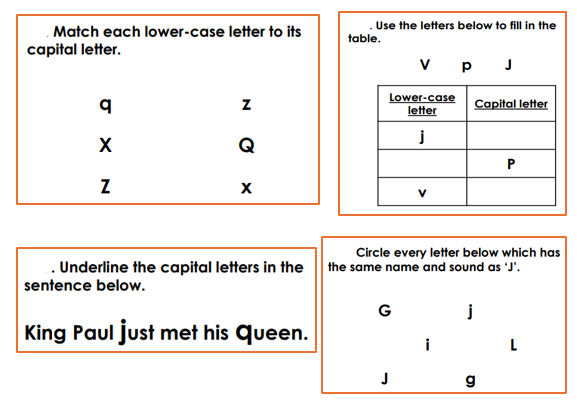 . Match each lower-case letter to its
capital letter.
q z
X Q
Z x
. Use the letters below to fill in the
table.
V p J
Lower-case
letter
Capital letter
j
P
v
. Underline the capital letters in the
sentence below.
King Paul just met his queen.
Circle every letter below which has
the same name and sound as ‘J’.
G j
i L
J g